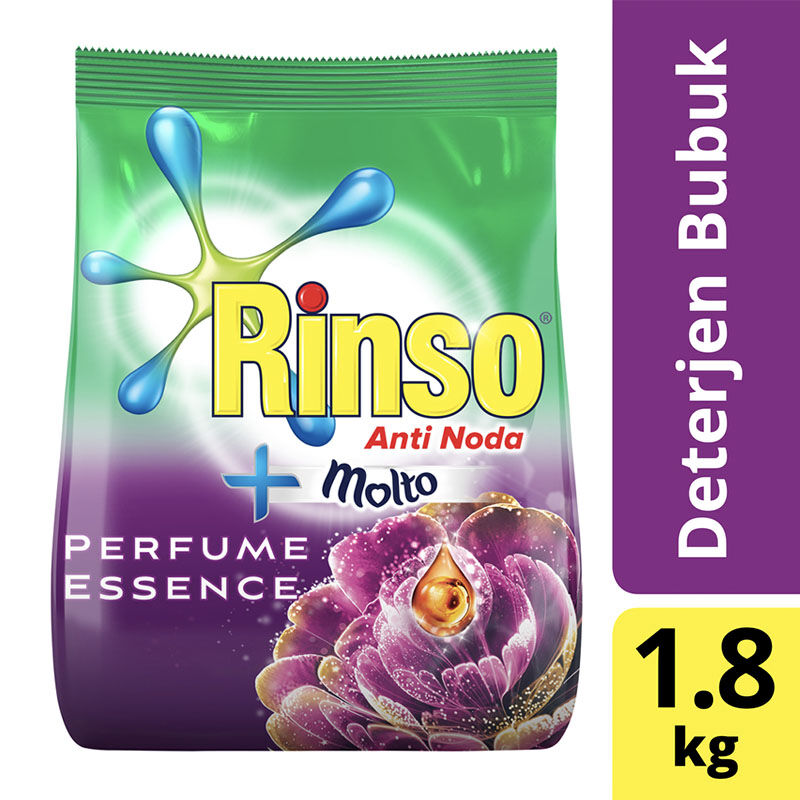 Rinso®
Anti Noda
+ Molto
PERFUME
ESSENCE
Deterjen Bubuk
1.8
kg